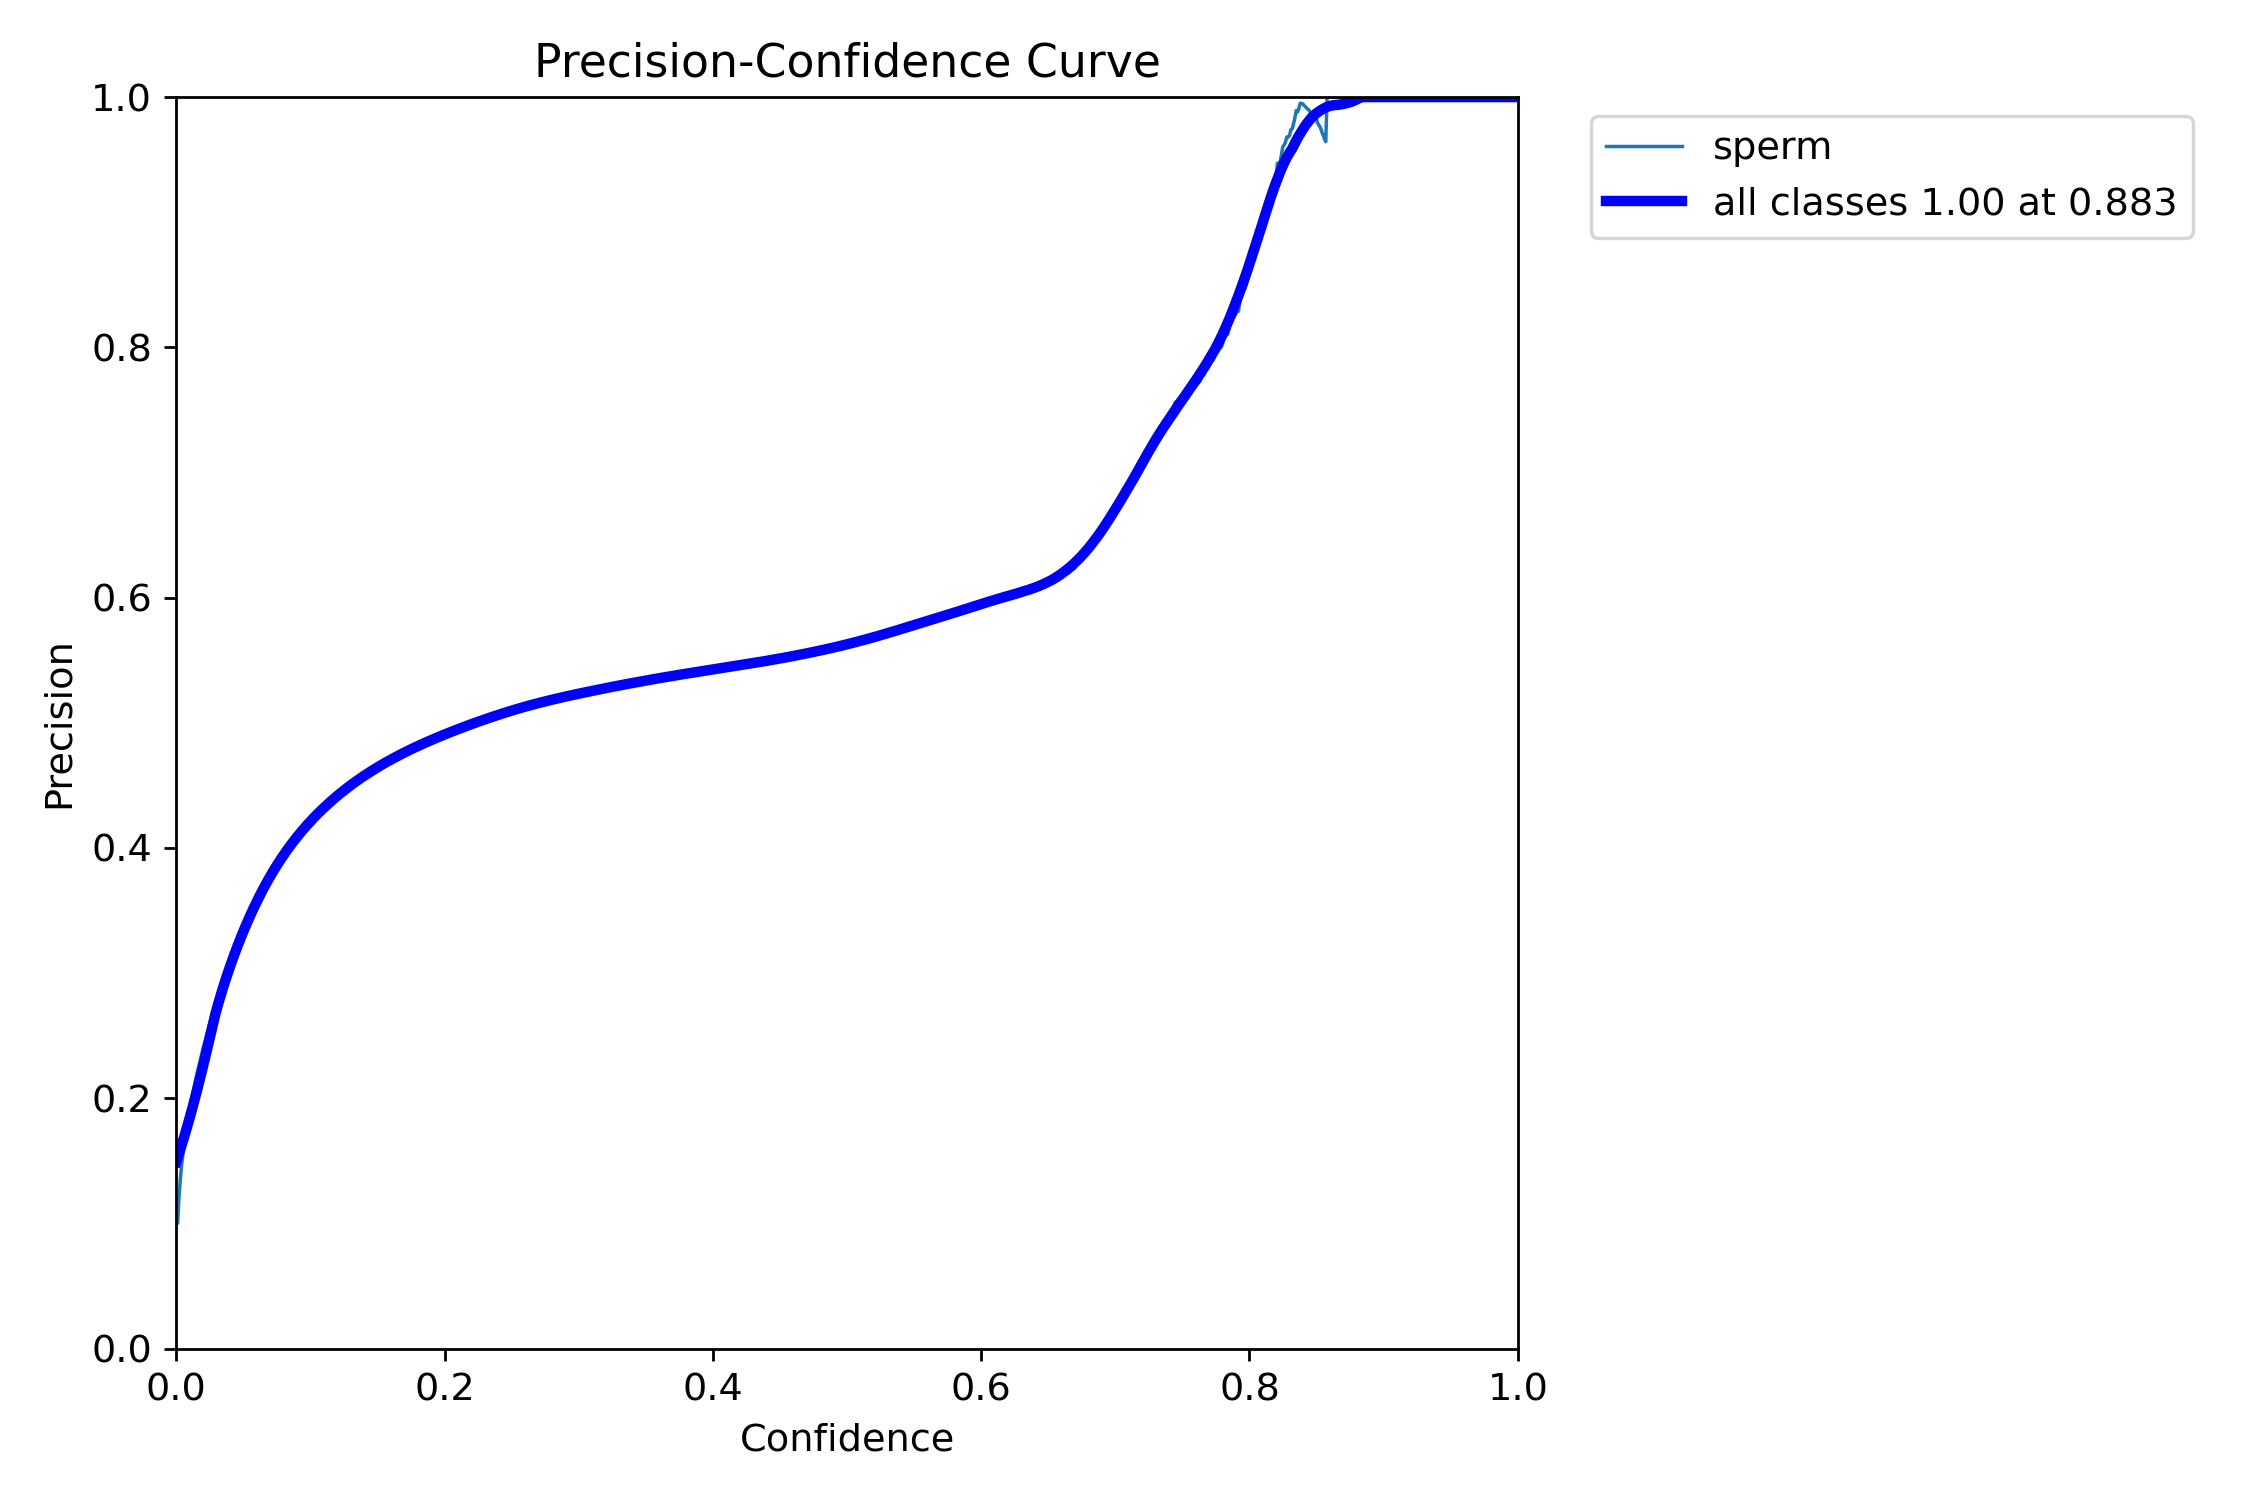 Precision-Confidence Curve
1.0
0.8
0.6
0.4
0.2
0.0
Precision
0.0 0.2 0.4 0.6 0.8 1.0
Confidence
sperm
all classes 1.00 at 0.883